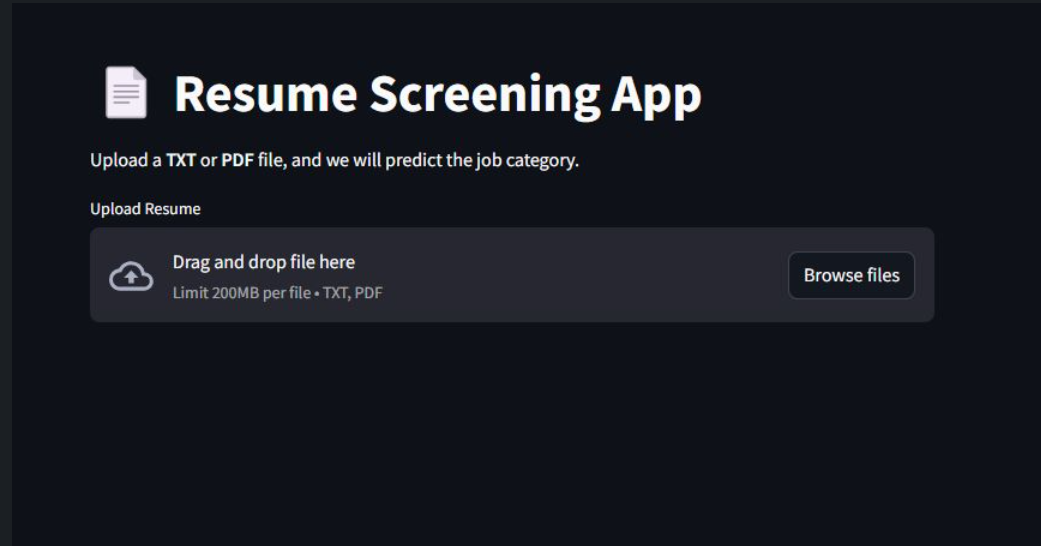 Resume Screening App
Upload a TXT or PDF file, and we will predict the job category.
Upload Resume
Drag and drop file here
Limit 200MB per file • TXT, PDF
Browse files